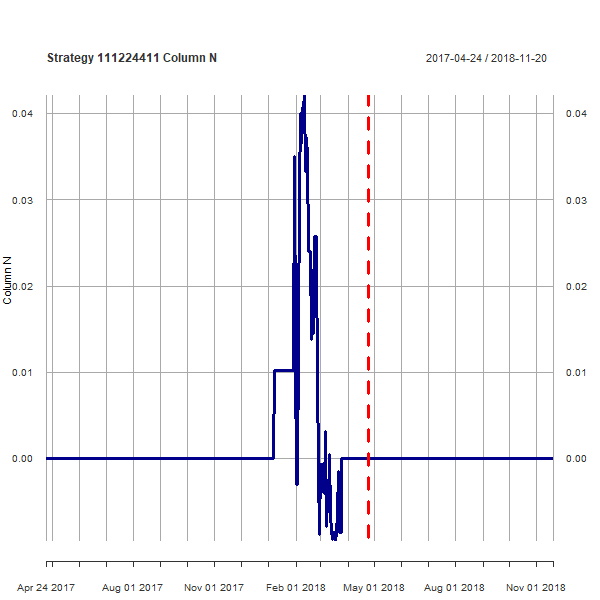 Strategy 111224411 Column N
2017-04-24 / 2018-11-20
0.04 0.04
0.03 0.03
0.02 0.02
0.01 0.01
0.00 0.00
Column N
Apr 24 2017 Aug 01 2017 Nov 01 2017 Feb 01 2018 May 01 2018 Aug 01 2018 Nov 01 2018